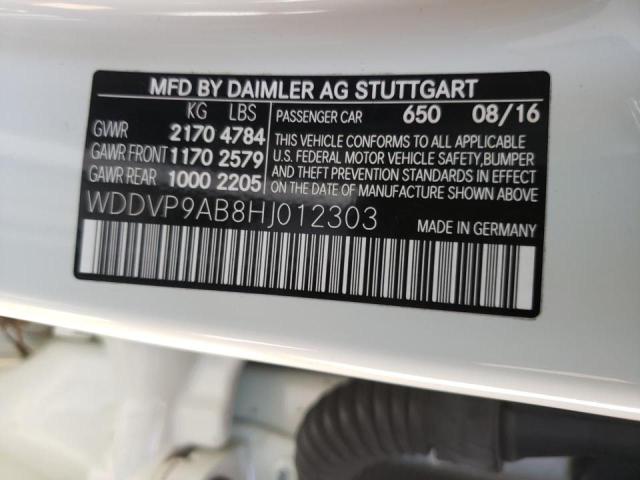 MFD BY DAIMLER AG STUTTGART
KG LBS PASSENGER CAR 650 08/16
GVWR 2170 4784 THIS VEHICLE CONFORMS TO ALL APPLICABLE
GAWR FRONT 1170 2579 U.S. FEDERAL MOTOR VEHICLE SAFETY, BUMPER
AND THEFT PREVENTION STANDARDS IN EFFECT
GAWR REAR 1000 2205 ON THE DATE OF MANUFACTURE SHOWN ABOVE
WDDVP9AB8HJ012303 MADE IN GERMANY